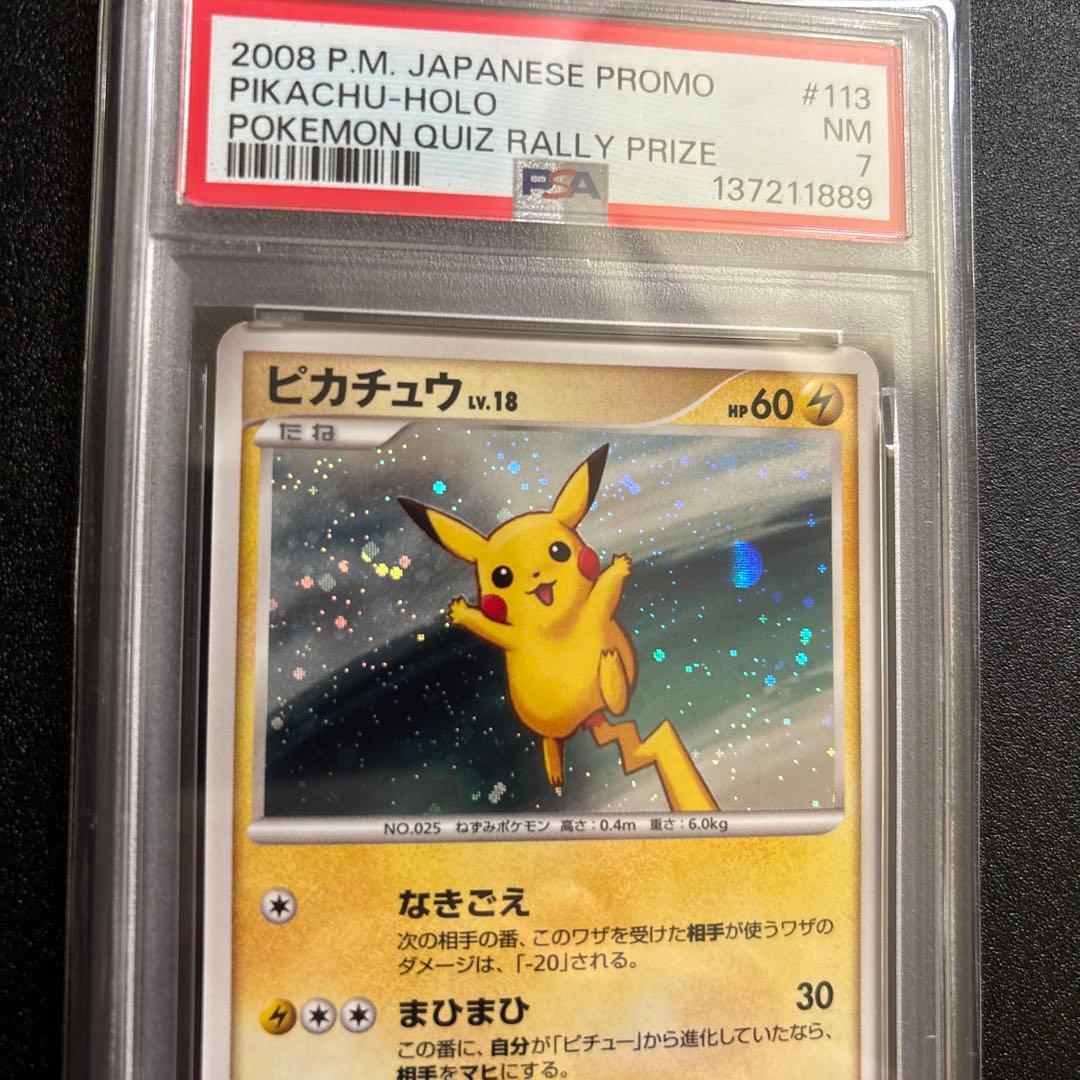 2008 P.M. JAPANESE PROMO #113
PIKACHU-HOLO NM
POKEMON QUIZ RALLY PRIZE 7
PSA 137211889
ピカチュウ LV.18 HP60
たね
NO.025 ねずみポケモン 高さ:0.4m 重さ:6.0kg
なきごえ
次の相手の番、このワザを受けた相手が使うワザの
ダメージは、「-20」される。
まひまひ 30
この番に、自分が「ピチュー」から進化していたなら、
相手をマヒにする。